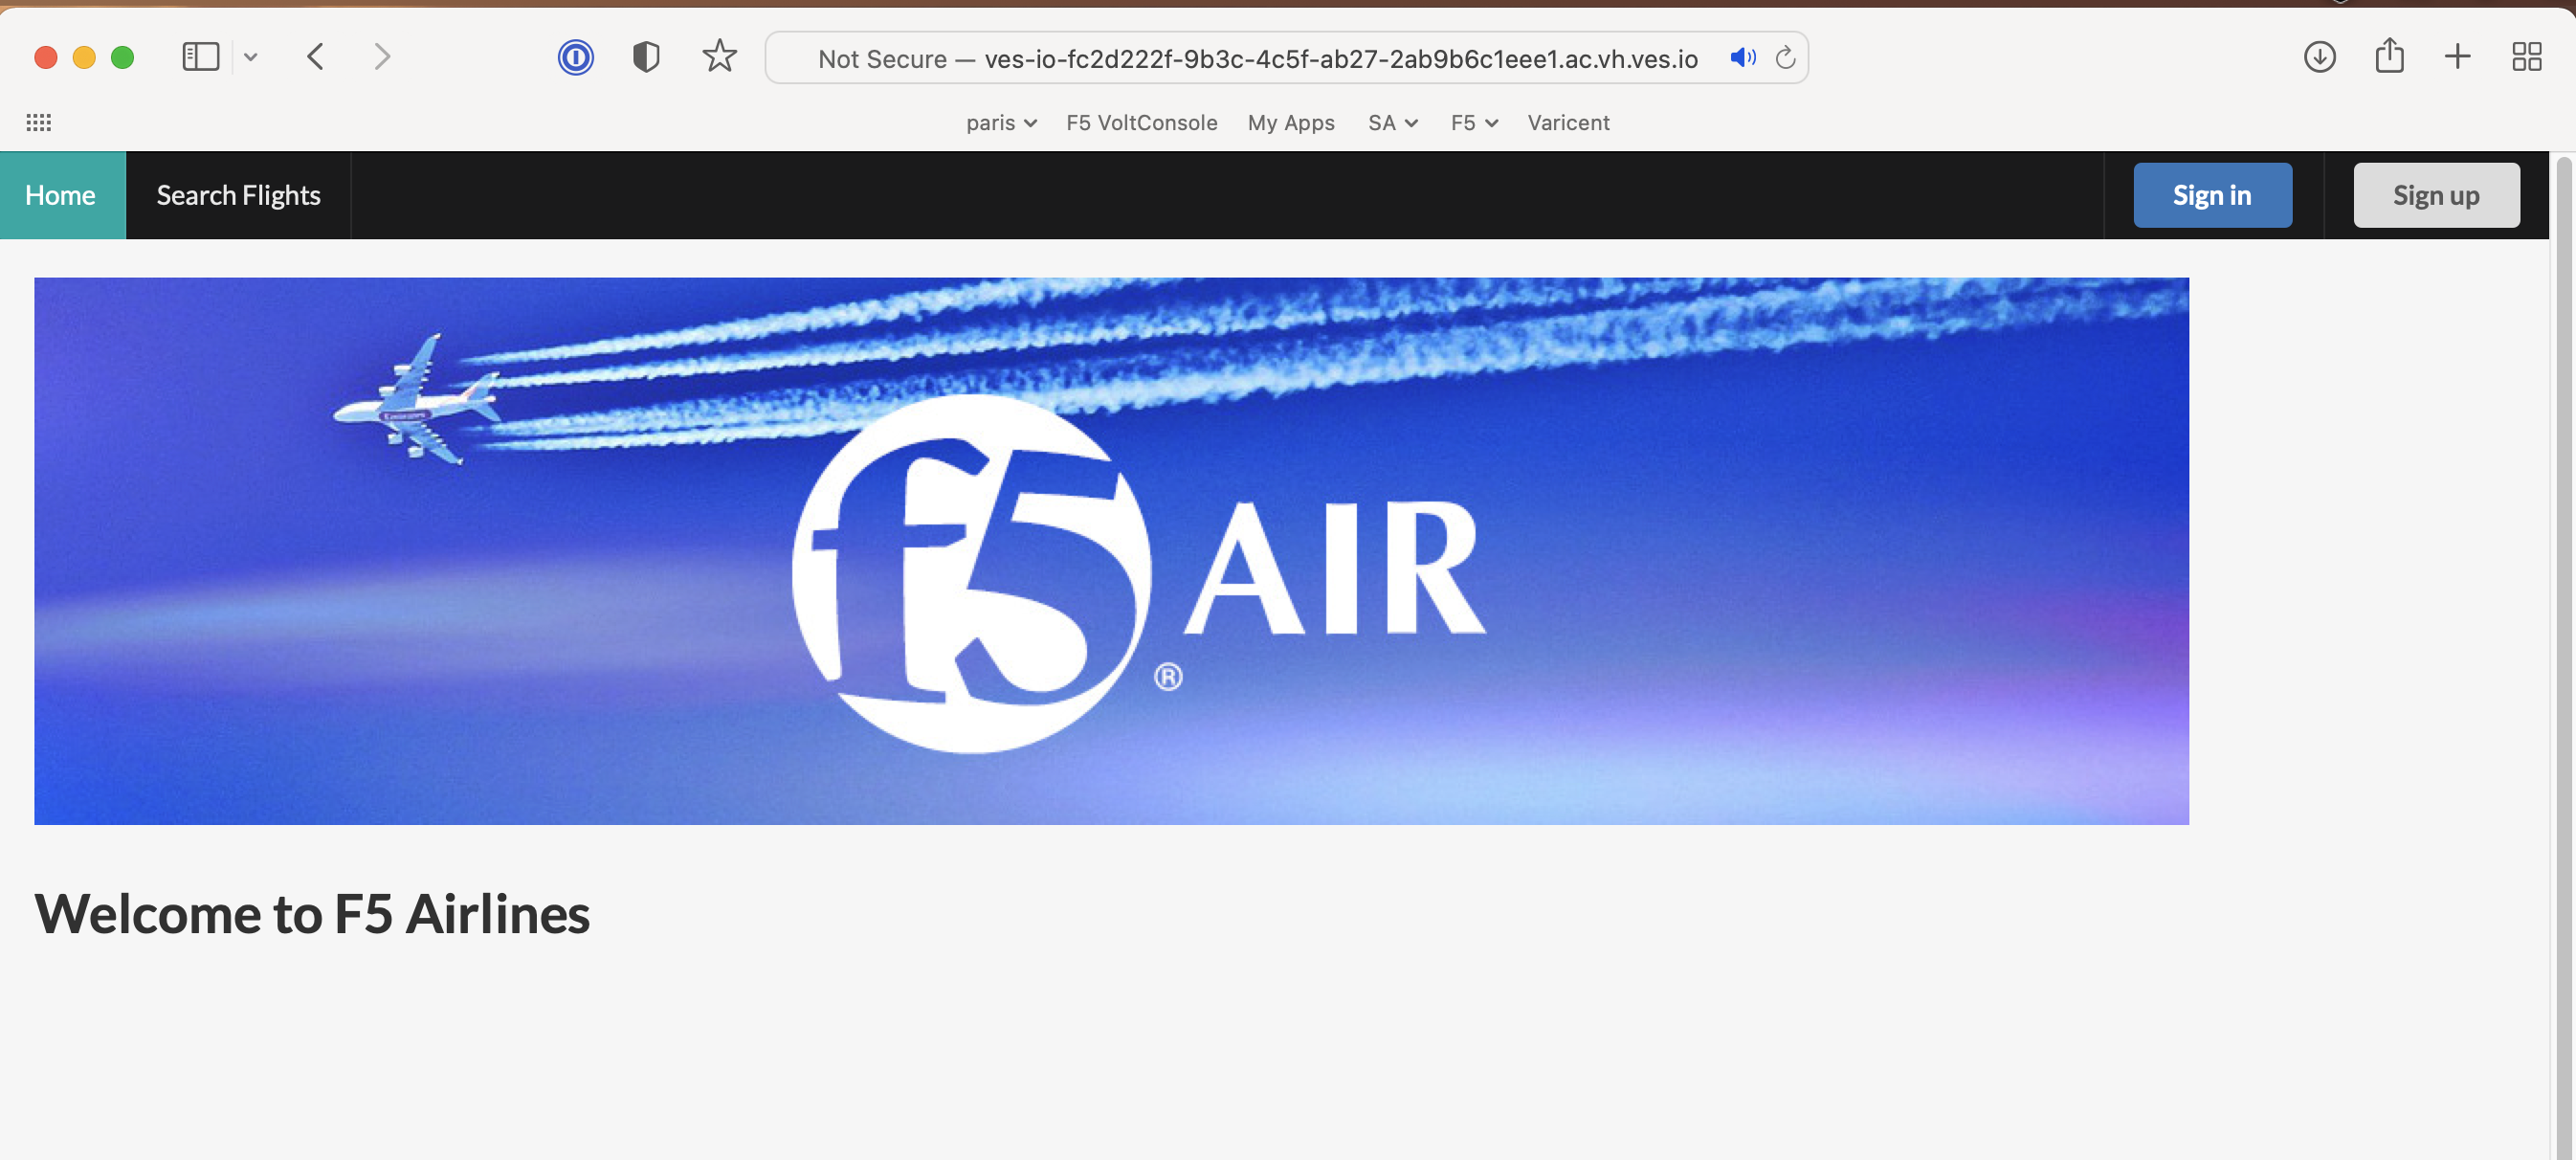 Not Secure — ves-io-fc2d222f-9b3c-4c5f-ab27-2ab9b6c1eee1.ac.vh.ves.io
paris F5 VoltConsole My Apps SA F5 Varicent
Home Search Flights Sign in Sign up
Emirates
f5 AIR
®
Welcome to F5 Airlines